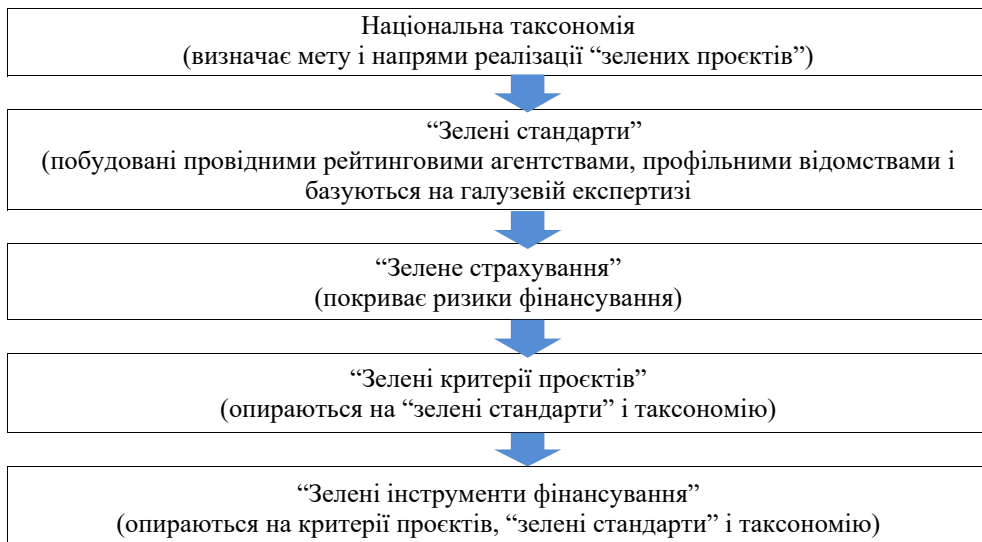 Національна таксономія
(визначає мету і напрями реалізації “зелених проєктів”)
“Зелені стандарти”
(побудовані провідними рейтинговими агентствами, профільними відомствами і
базуються на галузевій експертизі
“Зелене страхування”
(покриває ризики фінансування)
“Зелені критерії проєктів”
(опираються на “зелені стандарти” і таксономію)
“Зелені інструменти фінансування”
(опираються на критерії проєктів, “зелені стандарти” і таксономію)